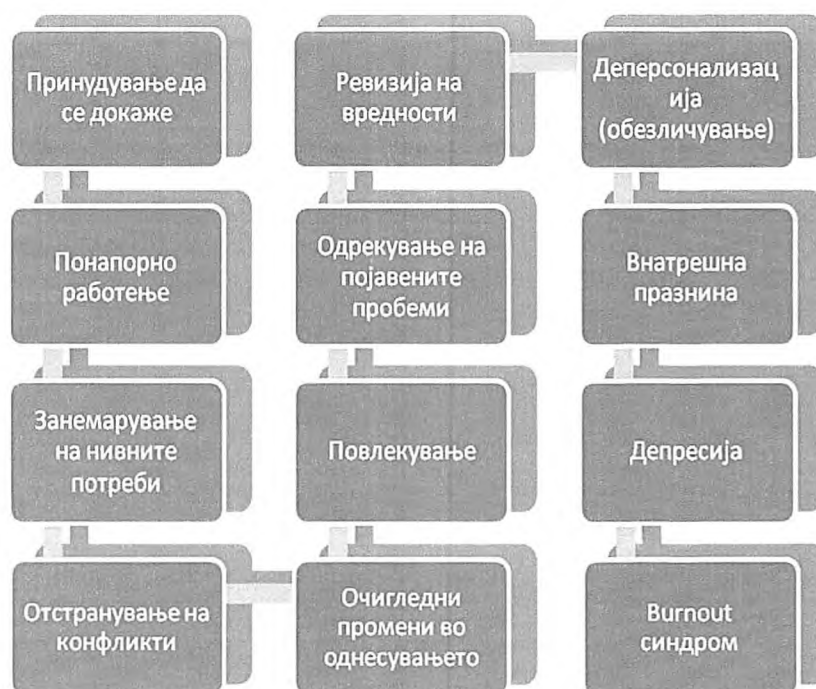 Принудување да
се докаже
Понапорно
работење
Занемарување
на нивните
потреби
Отстранување на
конфликти
Ревизија на
вредности
Одрекување на
појавените
пробеми
Повлекување
Очигледни
промени во
однесувањето
Деперсонализац
ија
(обезличување)
Внатрешна
празнина
Депресија
Burnout
синдром